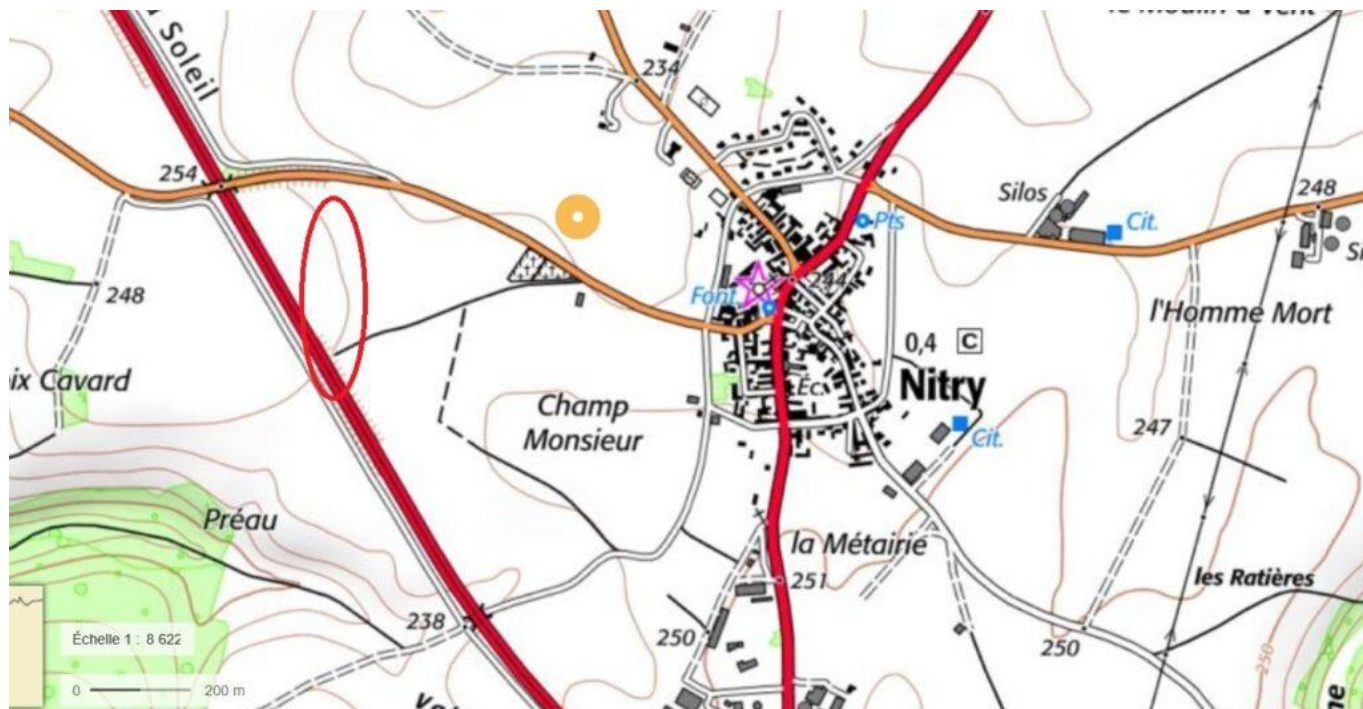 Soleil
234
254
Silos
248
Cit.
Pts
244
Font.
248
l'Homme Mort
0,4 C
ix Cavard
Nitry
Éc.
Champ
Monsieur
Cit.
247
Préau
la Métairie
251
les Ratières
238
Échelle 1 : 8 622
250
250
250
0 200 m